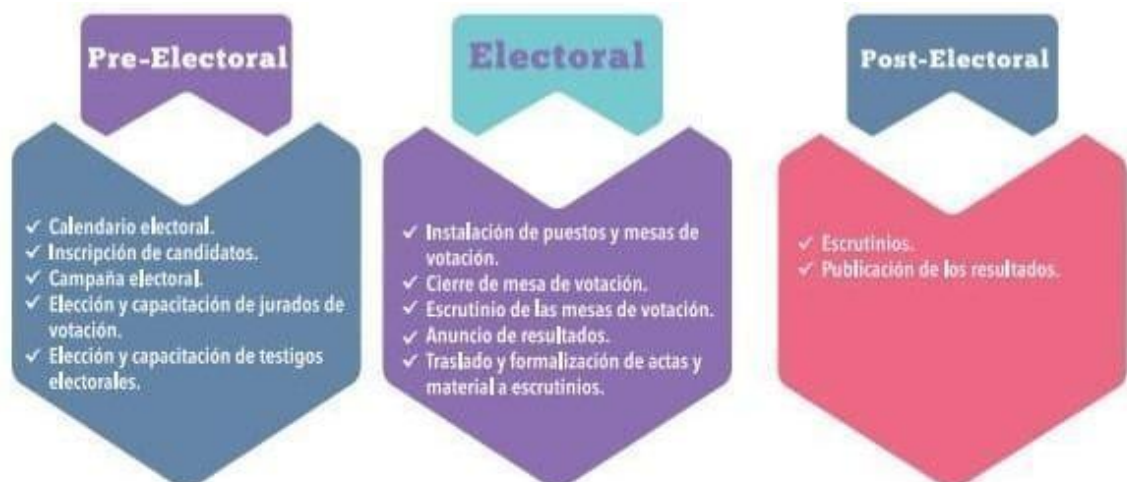 Pre-Electoral
✓ Calendario electoral.
✓ Inscripción de candidatos.
✓ Campaña electoral.
✓ Elección y capacitación de jurados de
votación.
✓ Elección y capacitación de testigos
electorales.
Electoral
✓ Instalación de puestos y mesas de
votación.
✓ Cierre de mesa de votación.
✓ Escrutinio de las mesas de votación.
✓ Anuncio de resultados.
✓ Traslado y formalización de actas y
material a escrutinios.
Post-Electoral
✓ Escrutinios.
✓ Publicación de los resultados.